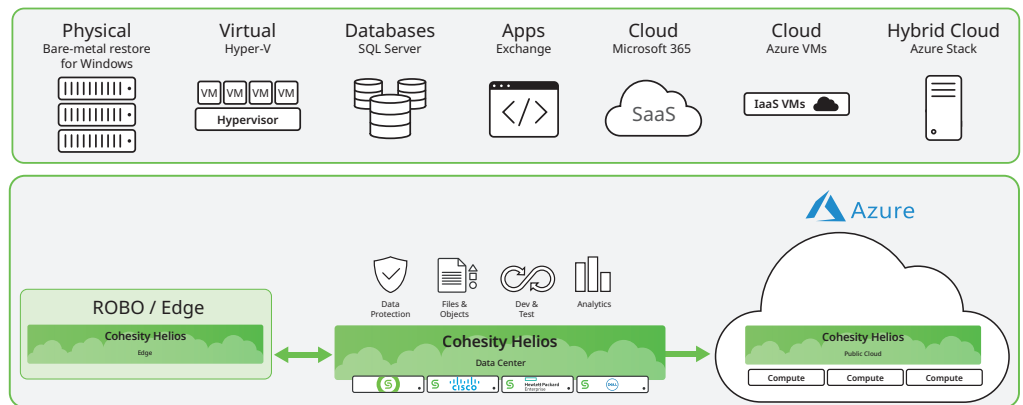 Physical
Bare-metal restore
for Windows
Virtual
Hyper-V
VM VM VM VM
Hypervisor
Databases
SQL Server
Apps
Exchange
</>
Cloud
Microsoft 365
SaaS
Cloud
Azure VMs
IaaS VMs
Hybrid Cloud
Azure Stack
Azure
Data
Protection
Files &
Objects
Dev &
Test
Analytics
ROBO / Edge
Cohesity Helios
Edge
Cohesity Helios
Data Center
CISCO
Hewlett Packard
Enterprise
DELL
Cohesity Helios
Public Cloud
Compute Compute Compute